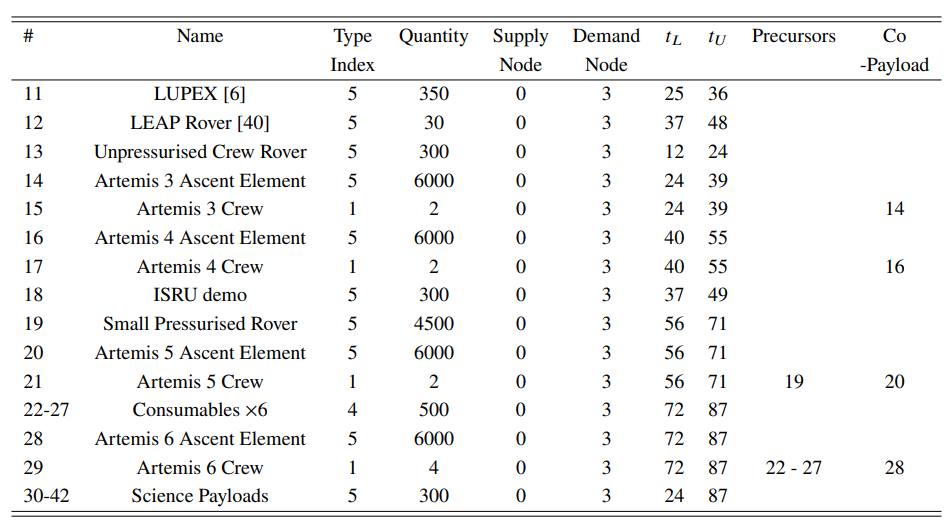 # Name Type Quantity Supply Demand t_L t_U Precursors Co
Index Node Node -Payload
11 LUPEX [6] 5 350 0 3 25 36
12 LEAP Rover [40] 5 30 0 3 37 48
13 Unpressurised Crew Rover 5 300 0 3 12 24
14 Artemis 3 Ascent Element 5 6000 0 3 24 39
15 Artemis 3 Crew 1 2 0 3 24 39 14
16 Artemis 4 Ascent Element 5 6000 0 3 40 55
17 Artemis 4 Crew 1 2 0 3 40 55 16
18 ISRU demo 5 300 0 3 37 49
19 Small Pressurised Rover 5 4500 0 3 56 71
20 Artemis 5 Ascent Element 5 6000 0 3 56 71
21 Artemis 5 Crew 1 2 0 3 56 71 19 20
22-27 Consumables ×6 4 500 0 3 72 87
28 Artemis 6 Ascent Element 5 6000 0 3 72 87
29 Artemis 6 Crew 1 4 0 3 72 87 22 - 27 28
30-42 Science Payloads 5 300 0 3 24 87